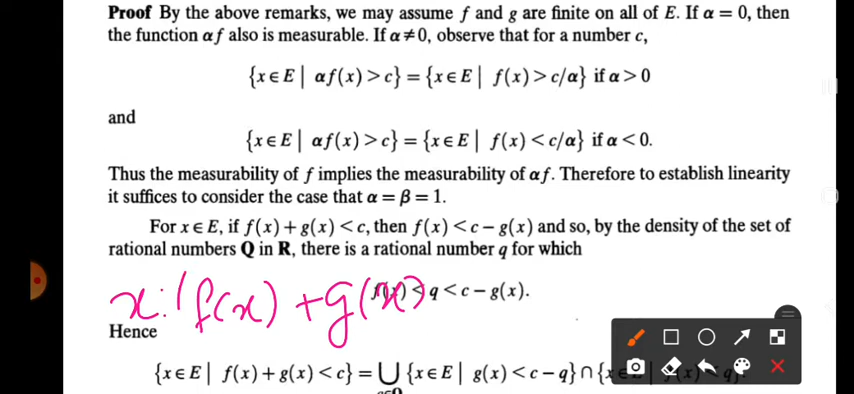 Proof By the above remarks, we may assume f and g are finite on all of E. If α = 0, then
the function αf also is measurable. If α ≠ 0, observe that for a number c,
{x ∈ E | αf(x) > c} = {x ∈ E | f(x) > c/α} if α > 0
and
{x ∈ E | αf(x) > c} = {x ∈ E | f(x) < c/α} if α < 0.
Thus the measurability of f implies the measurability of αf. Therefore to establish linearity
it suffices to consider the case that α = β = 1.
For x ∈ E, if f(x) + g(x) < c, then f(x) < c − g(x) and so, by the density of the set of
rational numbers Q in R, there is a rational number q for which
f(x) < q < c − g(x).
x : f(x) + g(x)
Hence
{x ∈ E | f(x) + g(x) < c} = ∪ {x ∈ E | g(x) < c − q} ∩ {x ∈ E | f(x) < q}
q∈Q